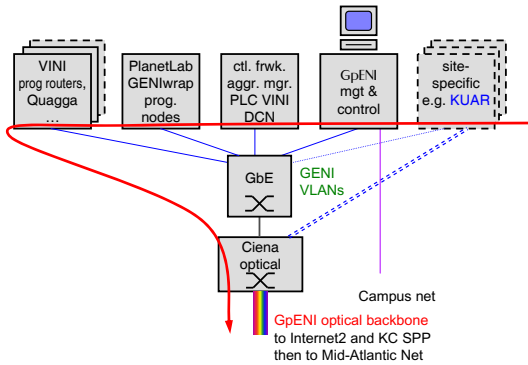 VINI
prog routers,
Quagga
...
PlanetLab
GENIwrap
prog.
nodes
ctl. frwk.
aggr. mgr.
PLC VINI
DCN
GpENI
mgt &
control
site-
specific
e.g. KUAR
GbE
GENI
VLANs
Ciena
optical
Campus net
GpENI optical backbone
to Internet2 and KC SPP
then to Mid-Atlantic Net